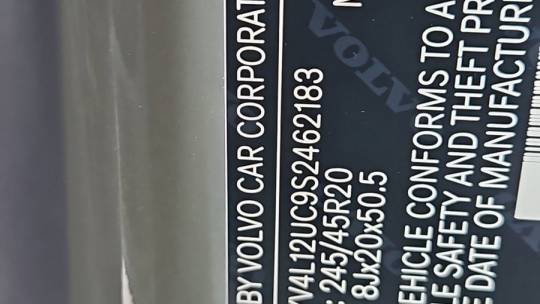 BY VOLVO CAR CORPORAT
V4L12UC9S2462183
: 245/45R20
8Jx20x50.5
EHICLE CONFORMS TO A
LE SAFETY AND THEFT PR
E DATE OF MANUFACTUR
VOLVO